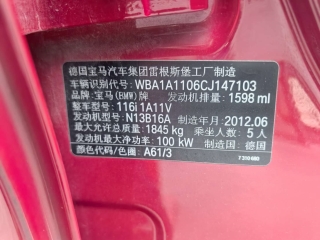 德国宝马汽车集团雷根斯堡工厂制造
车辆识别代号: WBA1A1106CJ147103
品牌: 宝马(BMW)牌 发动机排量: 1598 ml
整车型号: 116i 1A11V
发动机型号: N13B16A 制造年月: 2012.06
最大允许总质量: 1845 kg 乘坐人数: 5 人
发动机最大净功率: 100 kW 制造国: 德国
颜色代号/色圈: A61/3